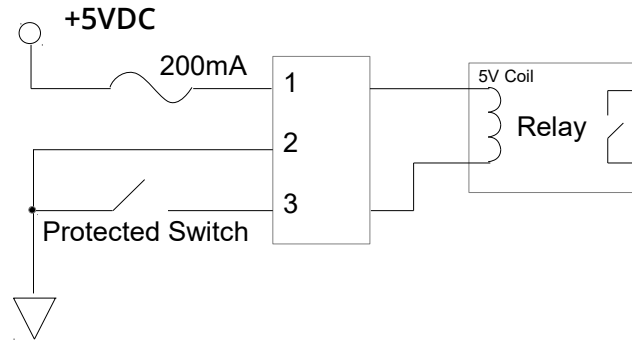 +5VDC
200mA
1
5V Coil
Relay
2
3
Protected Switch